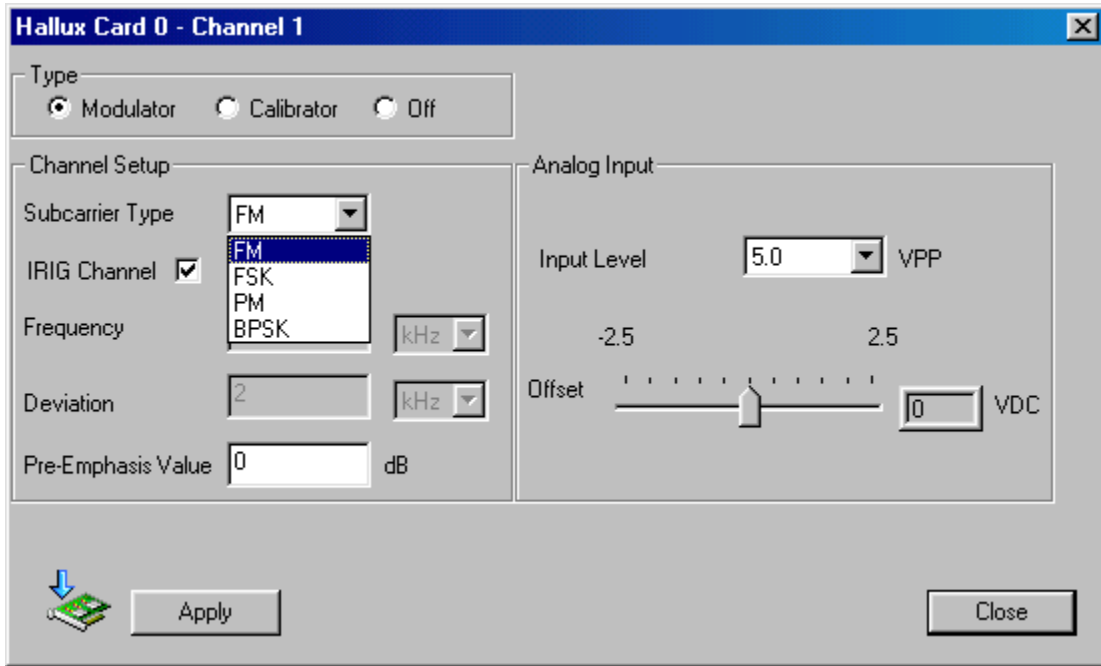 Hallux Card 0 - Channel 1
Type
Modulator Calibrator Off
Channel Setup
Subcarrier Type FM
FM
FSK
PM
BPSK
IRIG Channel
Frequency kHz
Deviation 2 kHz
Pre-Emphasis Value 0 dB
Analog Input
Input Level 5.0 VPP
-2.5 2.5
Offset 0 VDC
Apply
Close